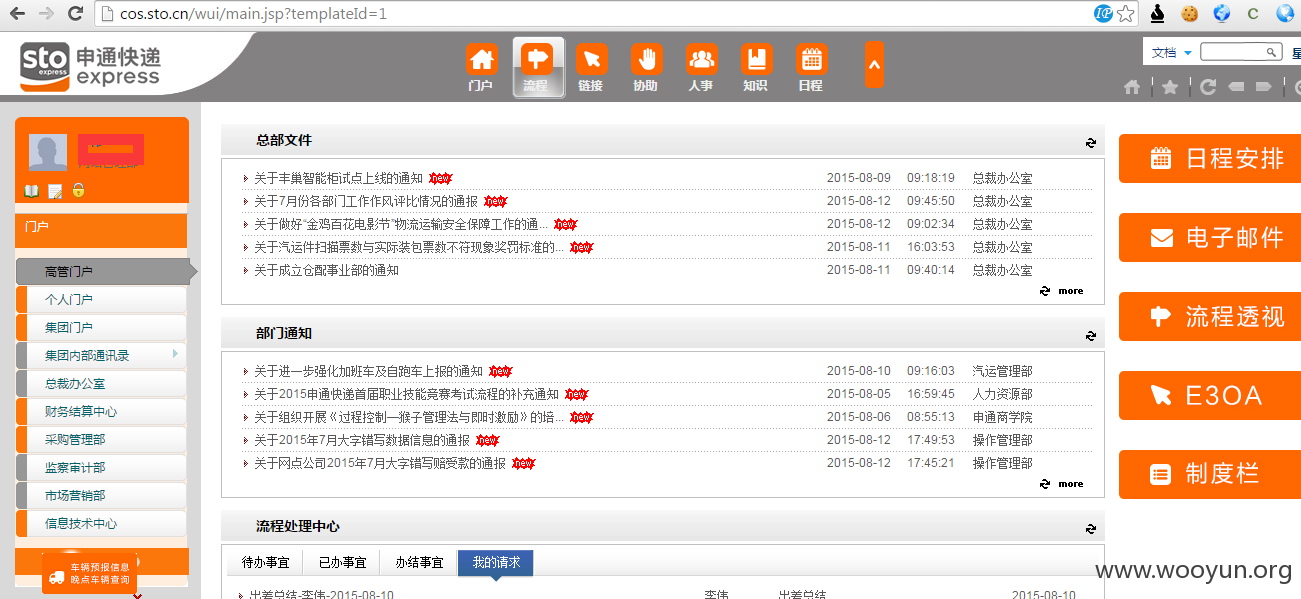 cos.sto.cn/wui/main.jsp?templateId=1
sto express 申通快递 express
门户 流程 链接 协助 人事 知识 日程
文档
总部文件
关于丰巢智能柜试点上线的通知 new 2015-08-09 09:18:19 总裁办公室
关于7月份各部门工作作风评比情况的通报 new 2015-08-12 09:45:50 总裁办公室
关于做好“金鸡百花电影节”物流运输安全保障工作的通... new 2015-08-12 09:02:34 总裁办公室
关于汽运件扫描票数与实际装包票数不符现象奖罚标准的... new 2015-08-11 16:03:53 总裁办公室
关于成立仓配事业部的通知 2015-08-11 09:40:14 总裁办公室
more
部门通知
关于进一步强化加班车及自跑车上报的通知 new 2015-08-10 09:16:03 汽运管理部
关于2015申通快递首届职业技能竞赛考试流程的补充通知 new 2015-08-05 16:59:45 人力资源部
关于组织开展《过程控制—猴子管理法与即时激励》的培... new 2015-08-06 08:55:13 申通商学院
关于2015年7月大字错写数据信息的通报 new 2015-08-12 17:49:53 操作管理部
关于网点公司2015年7月大字错写赔受款的通报 new 2015-08-12 17:45:21 操作管理部
more
流程处理中心
待办事宜 已办事宜 办结事宜 我的请求
出差总结-李伟-2015-08-10 李伟 出差总结 2015-08-10
门户
高管门户
个人门户
集团门户
集团内部通讯录
总裁办公室
财务结算中心
采购管理部
监察审计部
市场营销部
信息技术中心
车辆预报信息
晚点车辆查询
日程安排
电子邮件
流程透视
E3OA
制度栏
www.wooyun.org